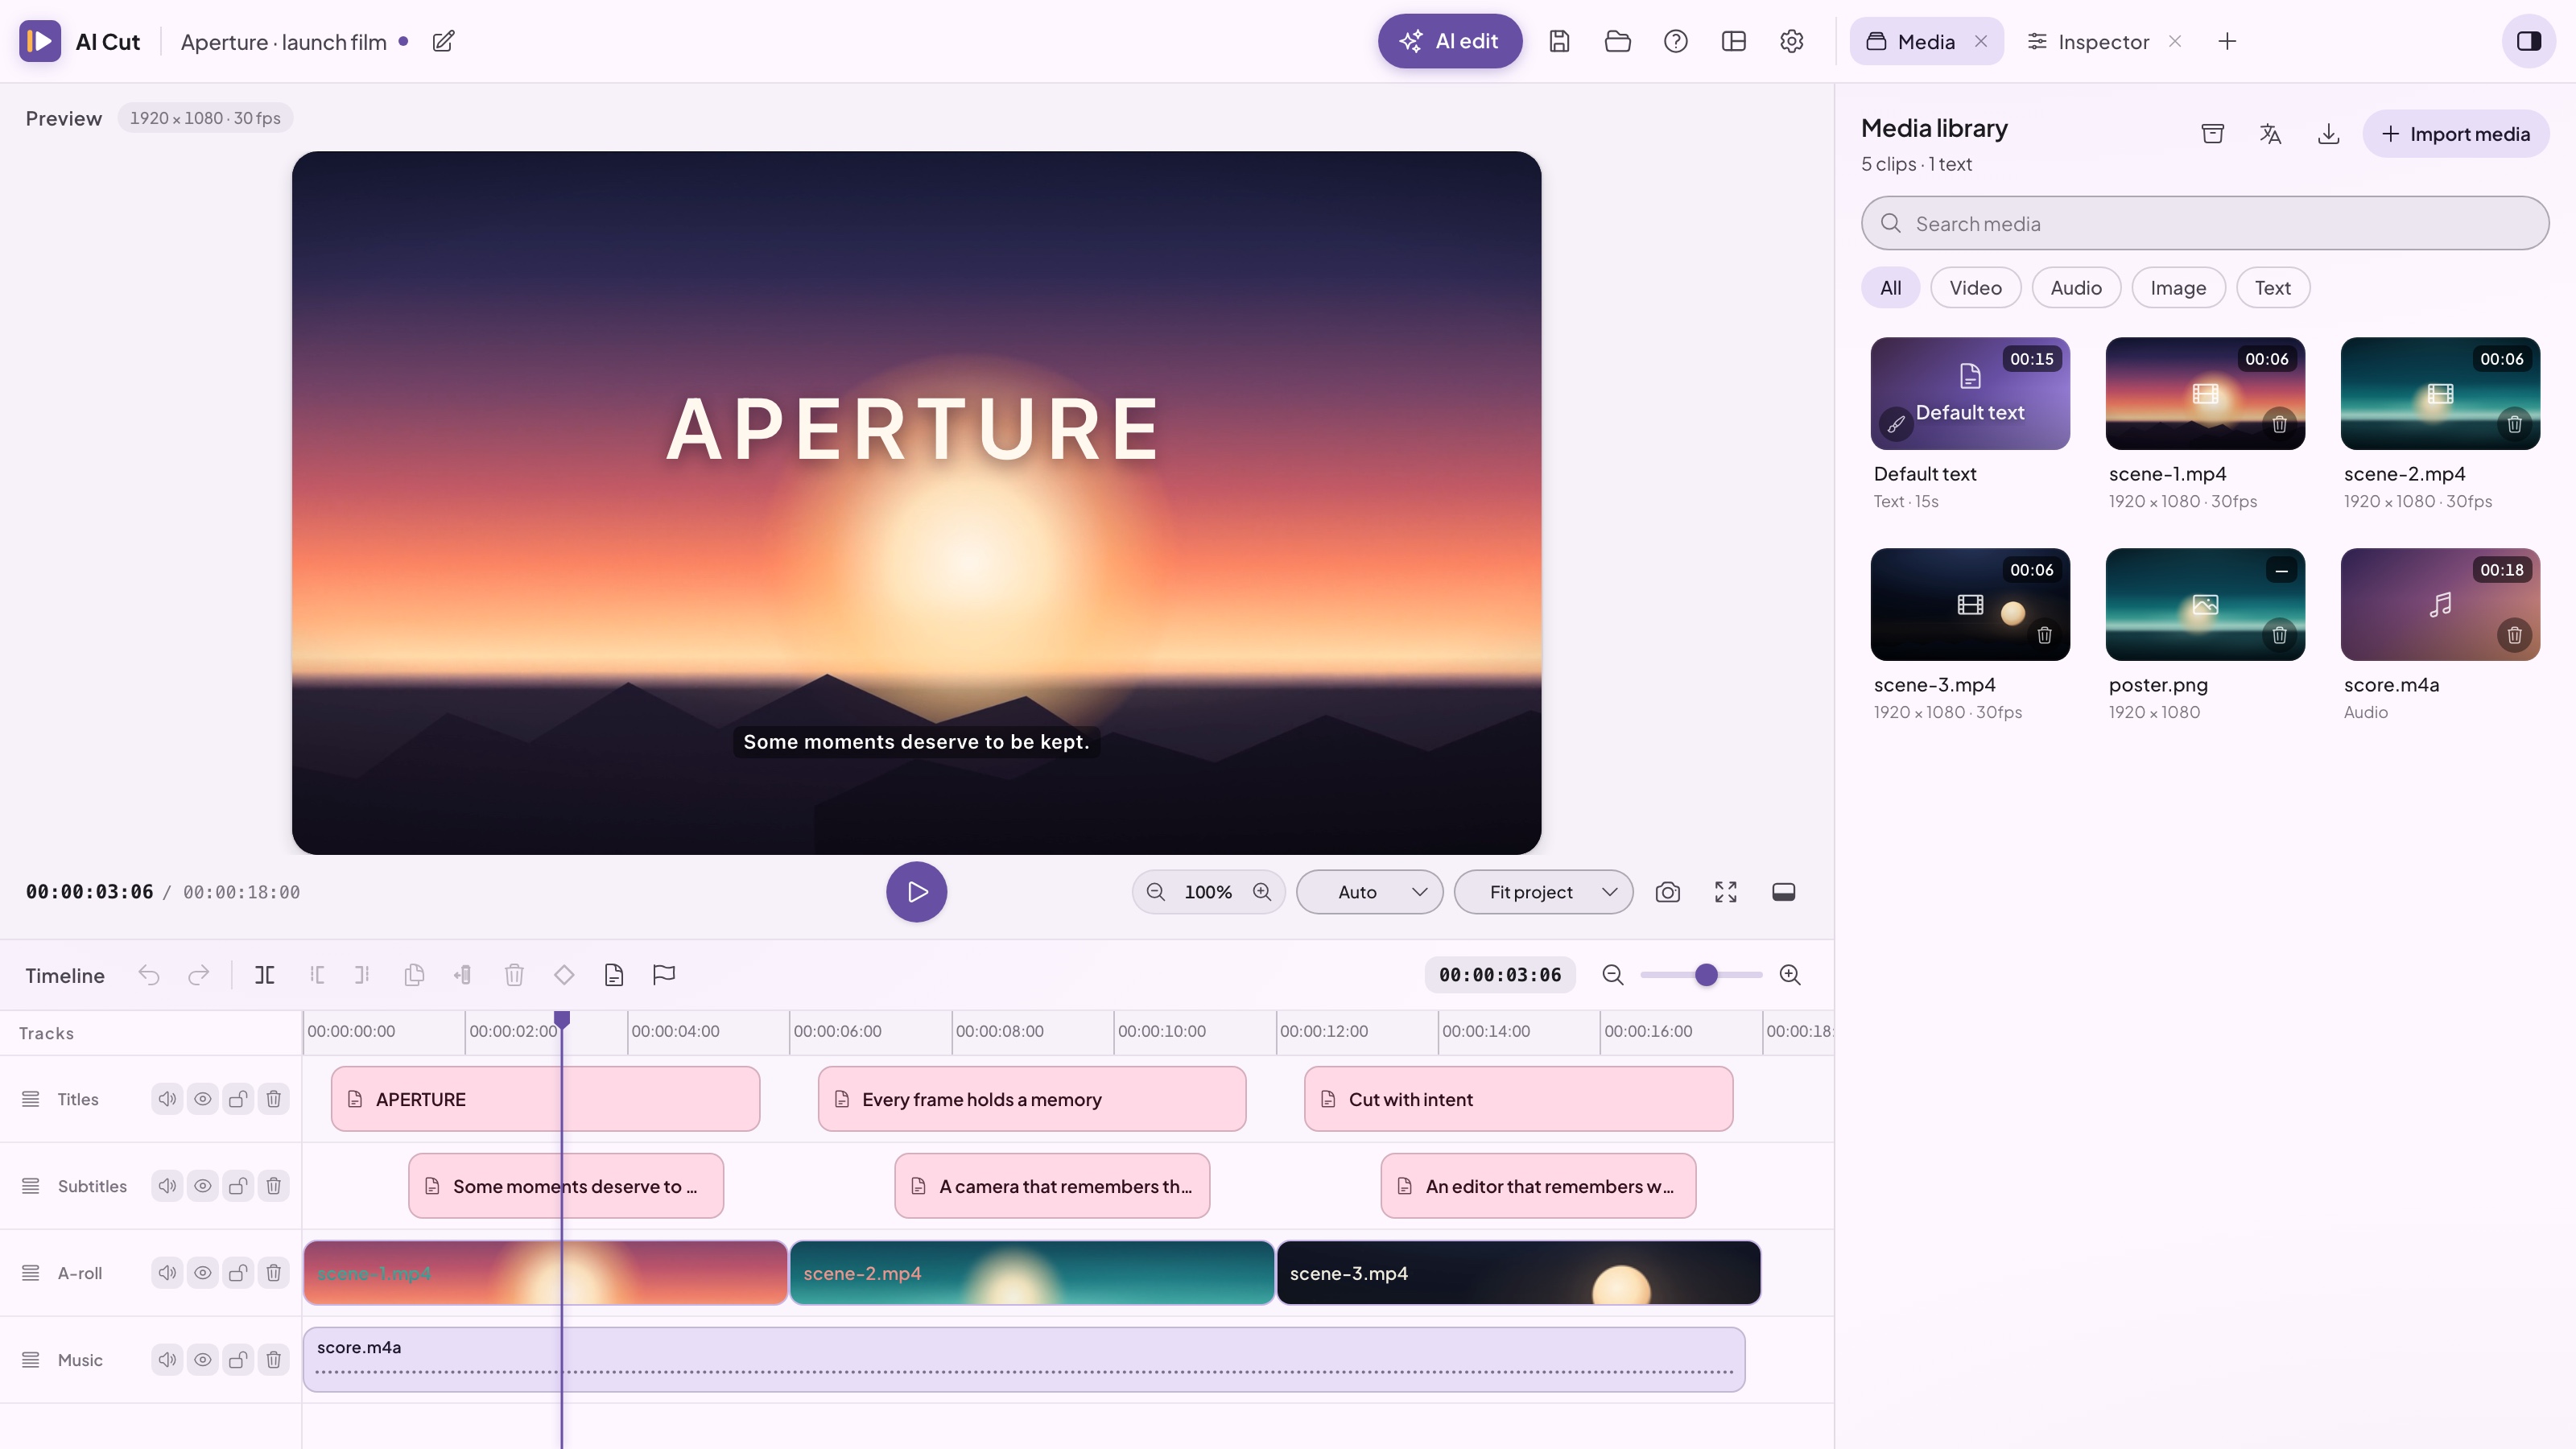 AI Cut
Aperture · launch film
AI edit
Media
Inspector
Preview
1920 × 1080 · 30 fps
APERTURE
Some moments deserve to be kept.
00:00:03:06 / 00:00:18:00
100%
Auto
Fit project
Media library
5 clips · 1 text
Import media
Search media
All
Video
Audio
Image
Text
00:15
Default text
Default text
Text · 15s
00:06
scene-1.mp4
1920 × 1080 · 30fps
00:06
scene-2.mp4
1920 × 1080 · 30fps
00:06
scene-3.mp4
1920 × 1080 · 30fps
–
poster.png
1920 × 1080
00:18
score.m4a
Audio
Timeline
00:00:03:06
Tracks
00:00:00:00
00:00:02:00
00:00:04:00
00:00:06:00
00:00:08:00
00:00:10:00
00:00:12:00
00:00:14:00
00:00:16:00
00:00:18:
Titles
APERTURE
Every frame holds a memory
Cut with intent
Subtitles
Some moments deserve to ...
A camera that remembers th...
An editor that remembers w...
A-roll
scene-1.mp4
scene-2.mp4
scene-3.mp4
Music
score.m4a